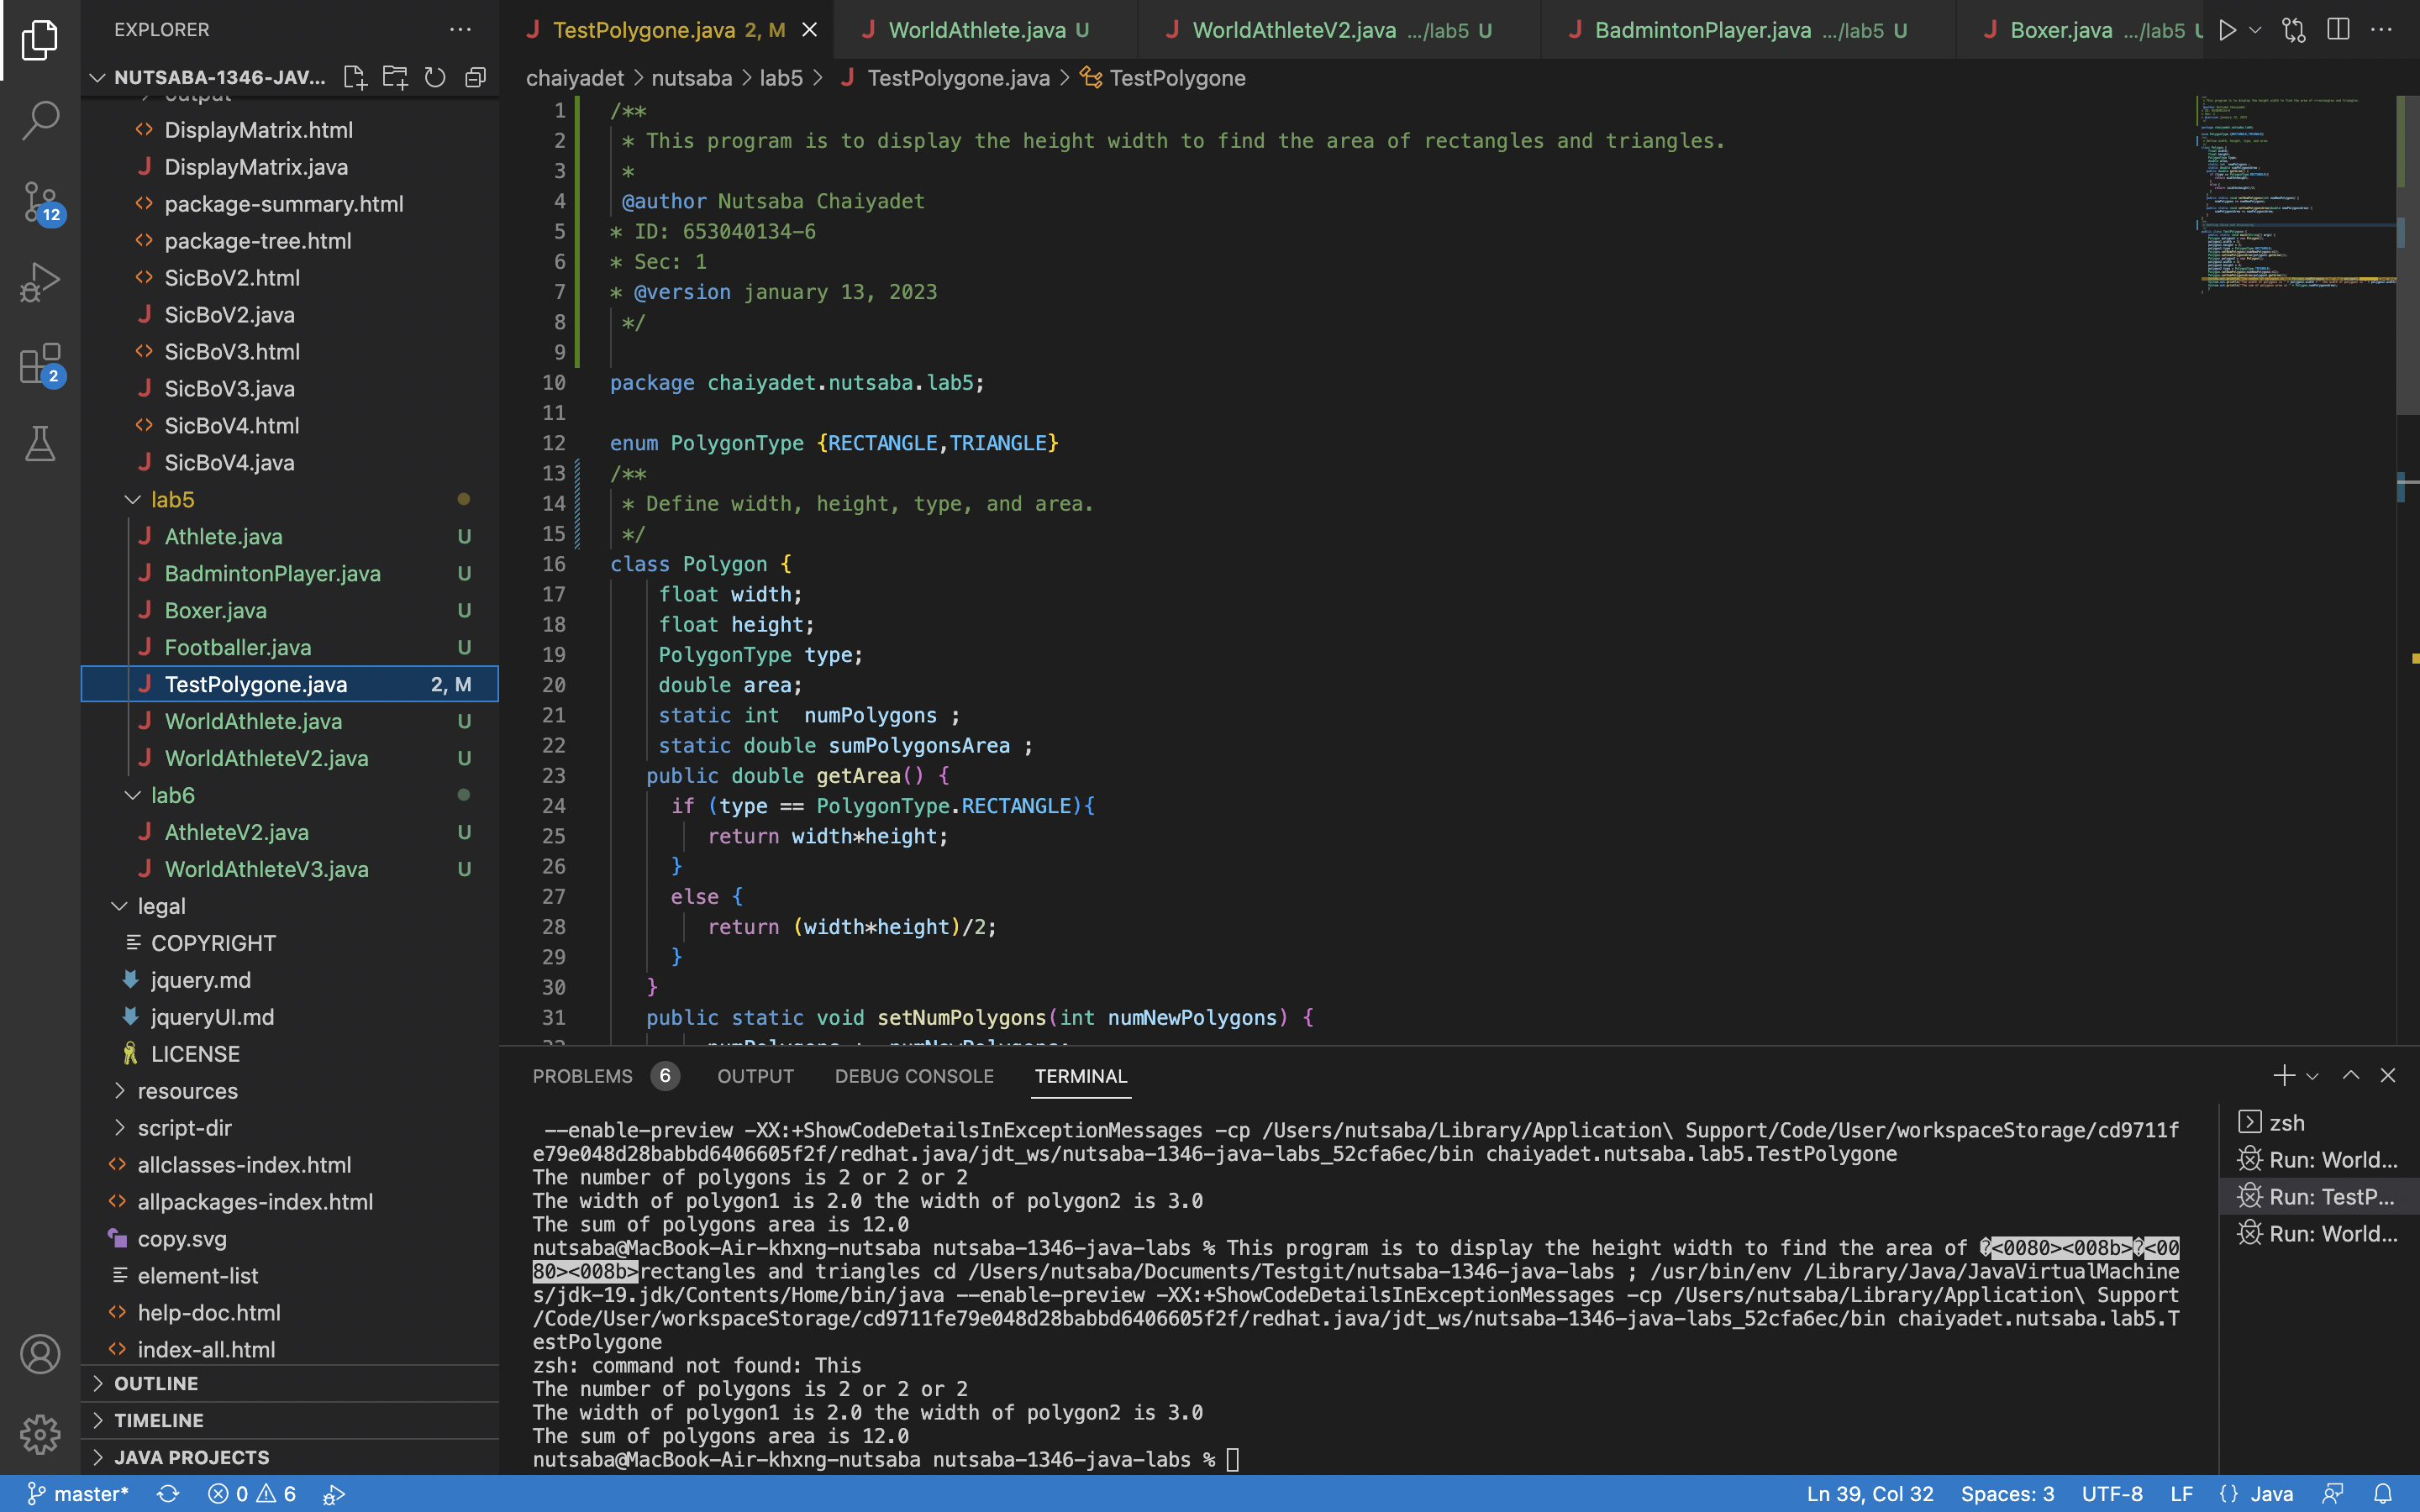 EXPLORER
NUTSABA-1346-JAV...
output
DisplayMatrix.html
DisplayMatrix.java
package-summary.html
package-tree.html
SicBoV2.html
SicBoV2.java
SicBoV3.html
SicBoV3.java
SicBoV4.html
SicBoV4.java
lab5
Athlete.java U
BadmintonPlayer.java U
Boxer.java U
Footballer.java U
TestPolygone.java 2, M
WorldAthlete.java U
WorldAthleteV2.java U
lab6
AthleteV2.java U
WorldAthleteV3.java U
legal
COPYRIGHT
jquery.md
jqueryUI.md
LICENSE
resources
script-dir
allclasses-index.html
allpackages-index.html
copy.svg
element-list
help-doc.html
index-all.html
OUTLINE
TIMELINE
JAVA PROJECTS
12
2
TestPolygone.java 2, M
WorldAthlete.java U
WorldAthleteV2.java .../lab5 U
BadmintonPlayer.java .../lab5 U
Boxer.java .../lab5 U
chaiyadet > nutsaba > lab5 > TestPolygone.java > TestPolygone
1 /**
2 * This program is to display the height width to find the area of rectangles and triangles.
3 *
4 @author Nutsaba Chaiyadet
5 * ID: 653040134-6
6 * Sec: 1
7 * @version january 13, 2023
8 */
9
10 package chaiyadet.nutsaba.lab5;
11
12 enum PolygonType {RECTANGLE,TRIANGLE}
13 /**
14 * Define width, height, type, and area.
15 */
16 class Polygon {
17 float width;
18 float height;
19 PolygonType type;
20 double area;
21 static int  numPolygons ;
22 static double sumPolygonsArea ;
23 public double getArea() {
24 if (type == PolygonType.RECTANGLE){
25 return width*height;
26 }
27 else {
28 return (width*height)/2;
29 }
30 }
31 public static void setNumPolygons(int numNewPolygons) {
PROBLEMS 6 OUTPUT DEBUG CONSOLE TERMINAL
--enable-preview -XX:+ShowCodeDetailsInExceptionMessages -cp /Users/nutsaba/Library/Application\ Support/Code/User/workspaceStorage/cd9711f
e79e048d28babbd6406605f2f/redhat.java/jdt_ws/nutsaba-1346-java-labs_52cfa6ec/bin chaiyadet.nutsaba.lab5.TestPolygone
The number of polygons is 2 or 2 or 2
The width of polygon1 is 2.0 the width of polygon2 is 3.0
The sum of polygons area is 12.0
nutsaba@MacBook-Air-khxng-nutsaba nutsaba-1346-java-labs % This program is to display the height width to find the area of �<0080><008b>�<00
80><008b>rectangles and triangles cd /Users/nutsaba/Documents/Testgit/nutsaba-1346-java-labs ; /usr/bin/env /Library/Java/JavaVirtualMachine
s/jdk-19.jdk/Contents/Home/bin/java --enable-preview -XX:+ShowCodeDetailsInExceptionMessages -cp /Users/nutsaba/Library/Application\ Support
/Code/User/workspaceStorage/cd9711fe79e048d28babbd6406605f2f/redhat.java/jdt_ws/nutsaba-1346-java-labs_52cfa6ec/bin chaiyadet.nutsaba.lab5.T
estPolygone
zsh: command not found: This
The number of polygons is 2 or 2 or 2
The width of polygon1 is 2.0 the width of polygon2 is 3.0
The sum of polygons area is 12.0
nutsaba@MacBook-Air-khxng-nutsaba nutsaba-1346-java-labs %
zsh
Run: World...
Run: TestP...
Run: World...
master* 0 6
Ln 39, Col 32 Spaces: 3 UTF-8 LF {} Java